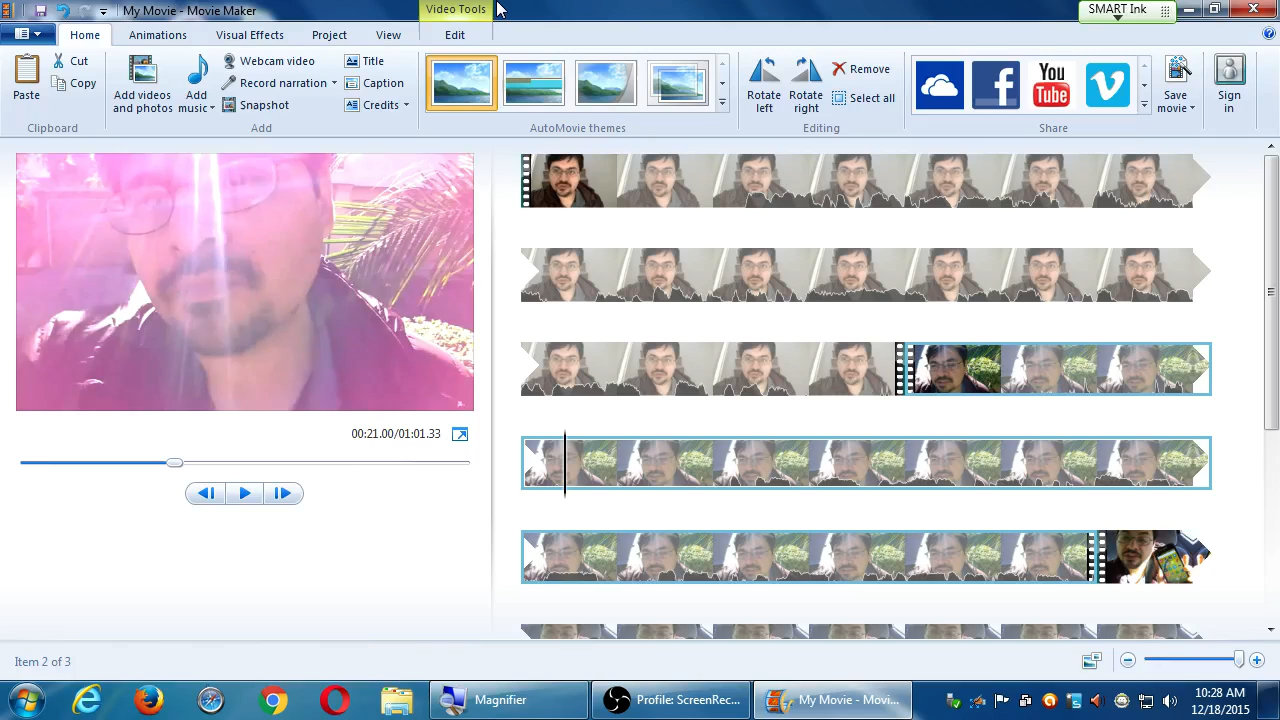 My Movie - Movie Maker
Video Tools
SMART Ink
Home
Animations
Visual Effects
Project
View
Edit
Paste
Cut
Copy
Clipboard
Add videos
and photos
Add
music
Webcam video
Record narration
Snapshot
Title
Caption
Credits
Add
AutoMovie themes
Rotate
left
Rotate
right
Remove
Select all
Editing
You
Tube
Share
Save
movie
Sign
in
00:21.00/01:01.33
Item 2 of 3
Magnifier
Profile: ScreenRec...
My Movie - Movi...
10:28 AM
12/18/2015